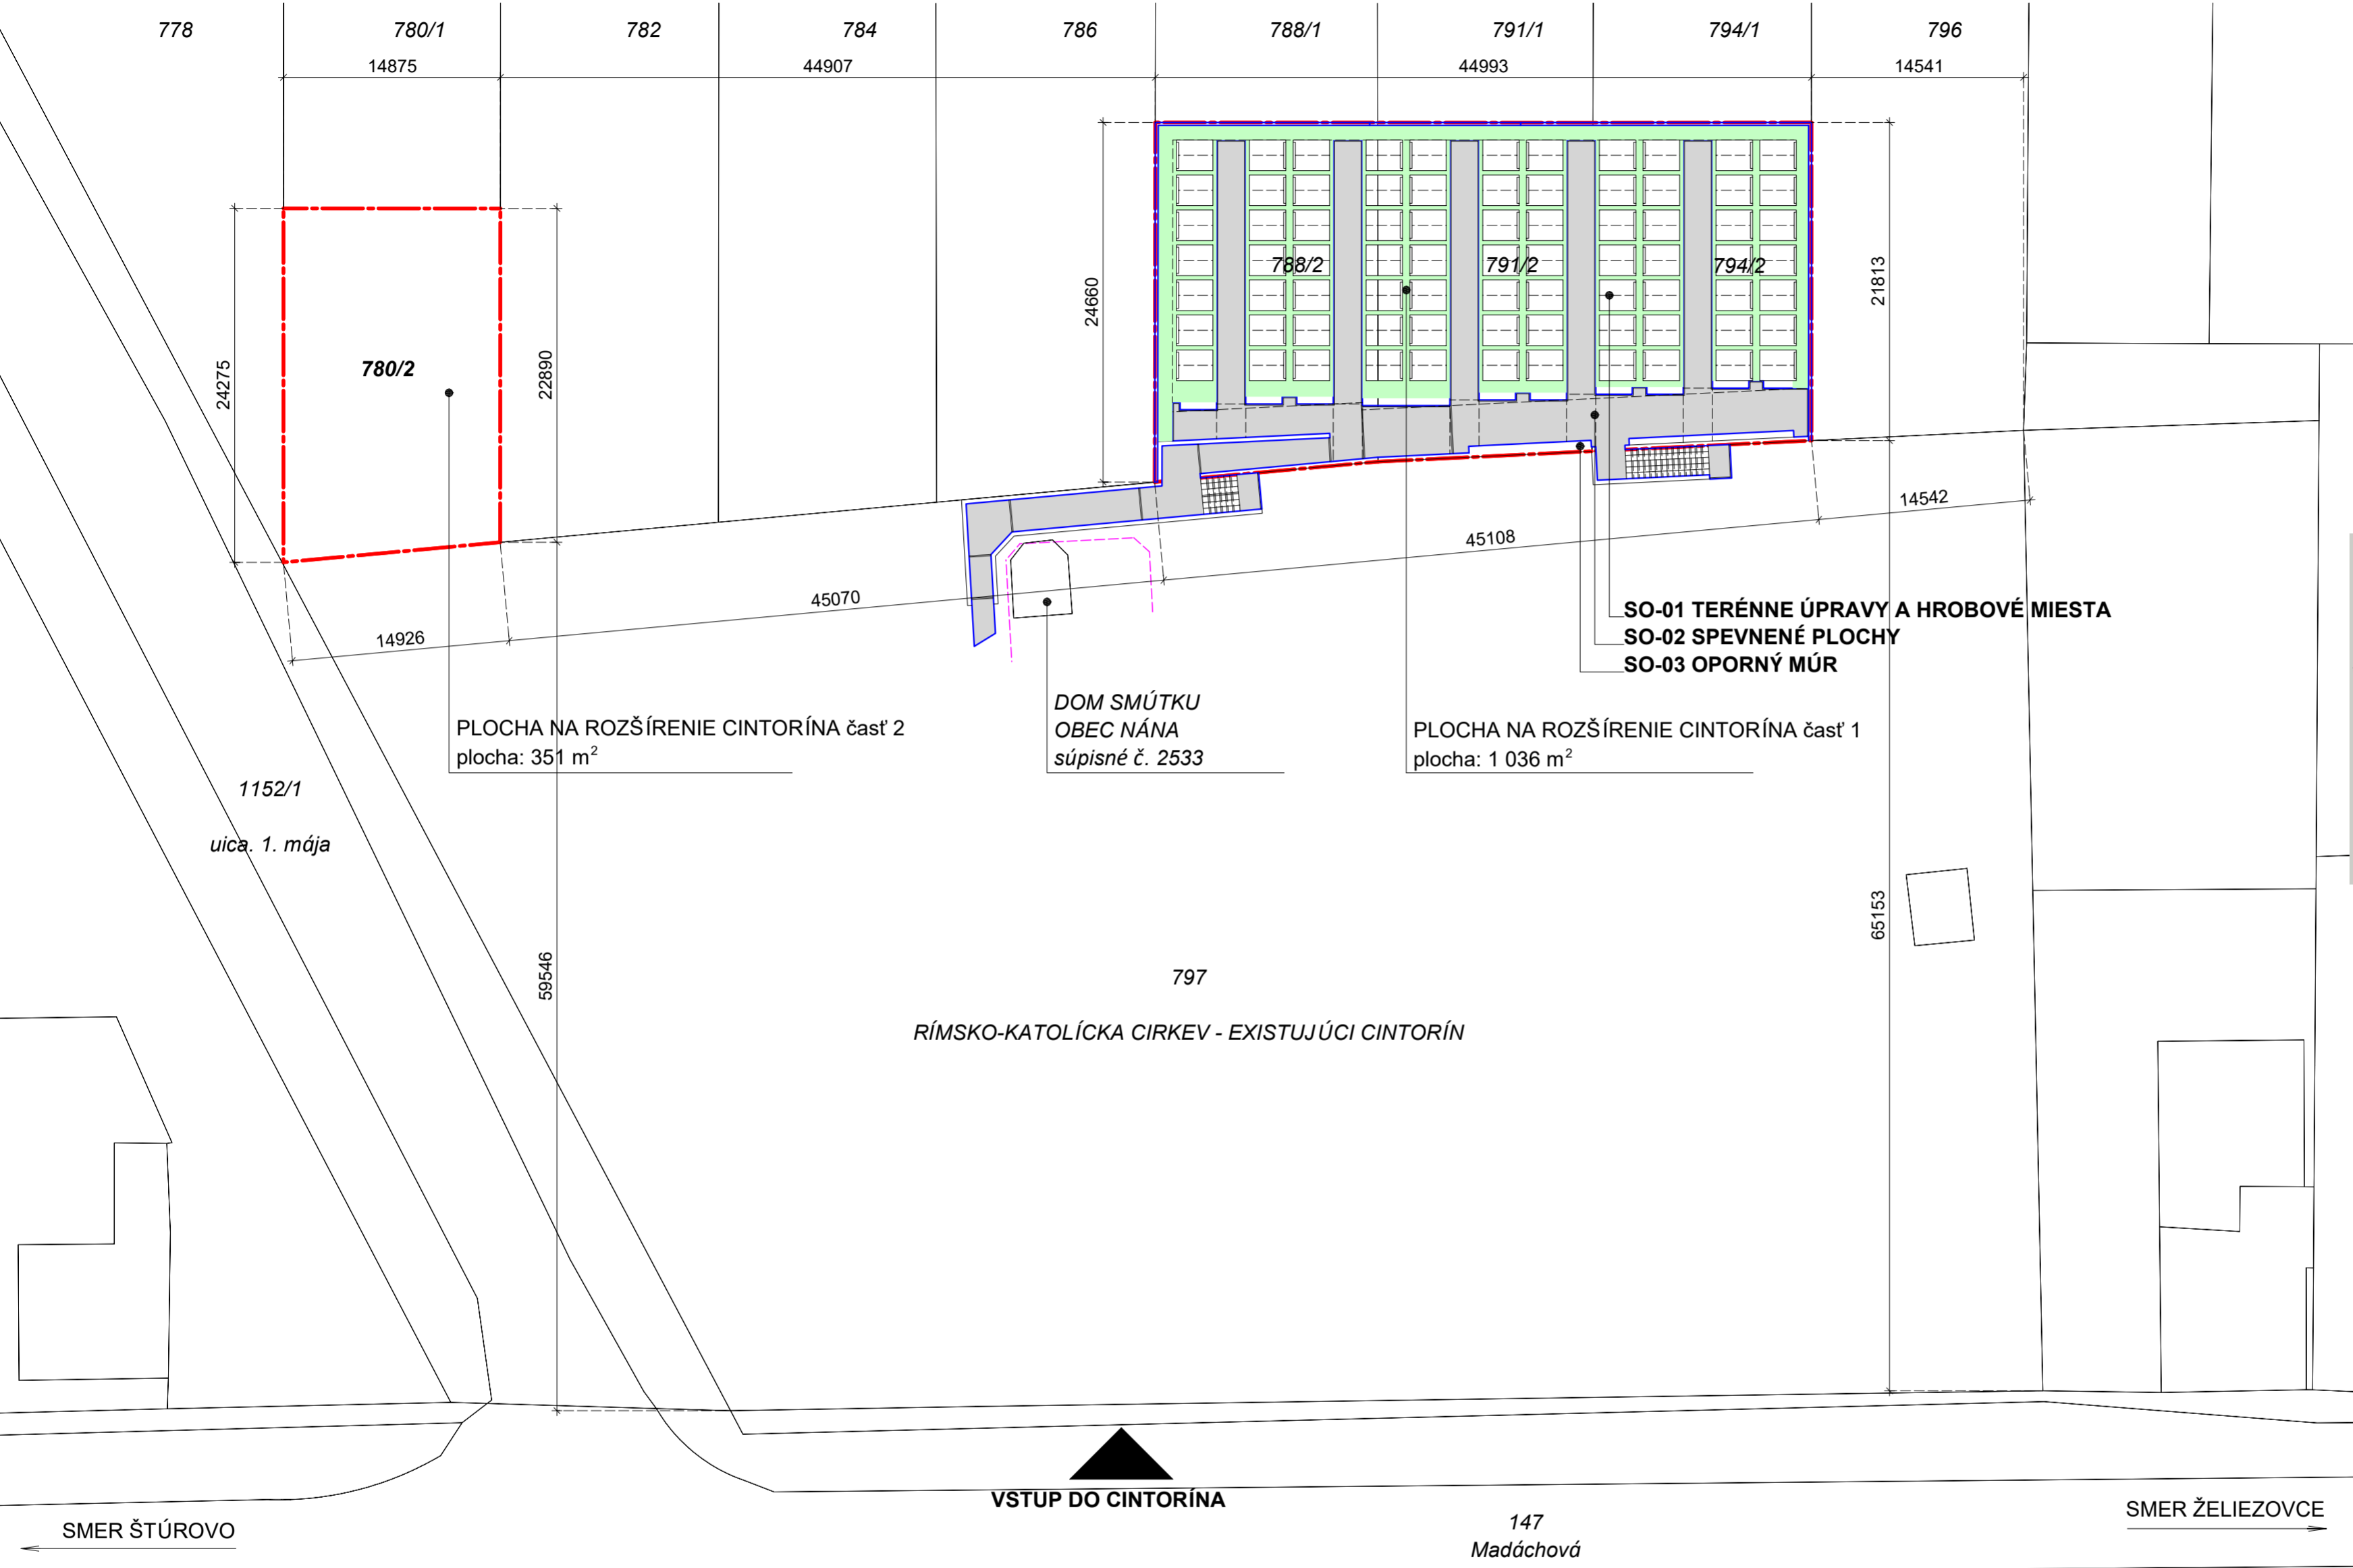 778
780/1
782
784
786
788/1
791/1
794/1
796
14875
44907
44993
14541
788/2
791/2
794/2
24660
21813
780/2
24275
22890
14542
45108
45070
14926
SO-01 TERÉNNE ÚPRAVY A HROBOVÉ MIESTA
SO-02 SPEVNENÉ PLOCHY
SO-03 OPORNÝ MÚR
PLOCHA NA ROZŠÍRENIE CINTORÍNA časť 2
plocha: 351 m²
DOM SMÚTKU
OBEC NÁNA
súpisné č. 2533
PLOCHA NA ROZŠÍRENIE CINTORÍNA časť 1
plocha: 1 036 m²
1152/1
uica. 1. mája
59546
65153
797
RÍMSKO-KATOLÍCKA CIRKEV - EXISTUJÚCI CINTORÍN
VSTUP DO CINTORÍNA
SMER ŠTÚROVO
SMER ŽELIEZOVCE
147
Madáchová